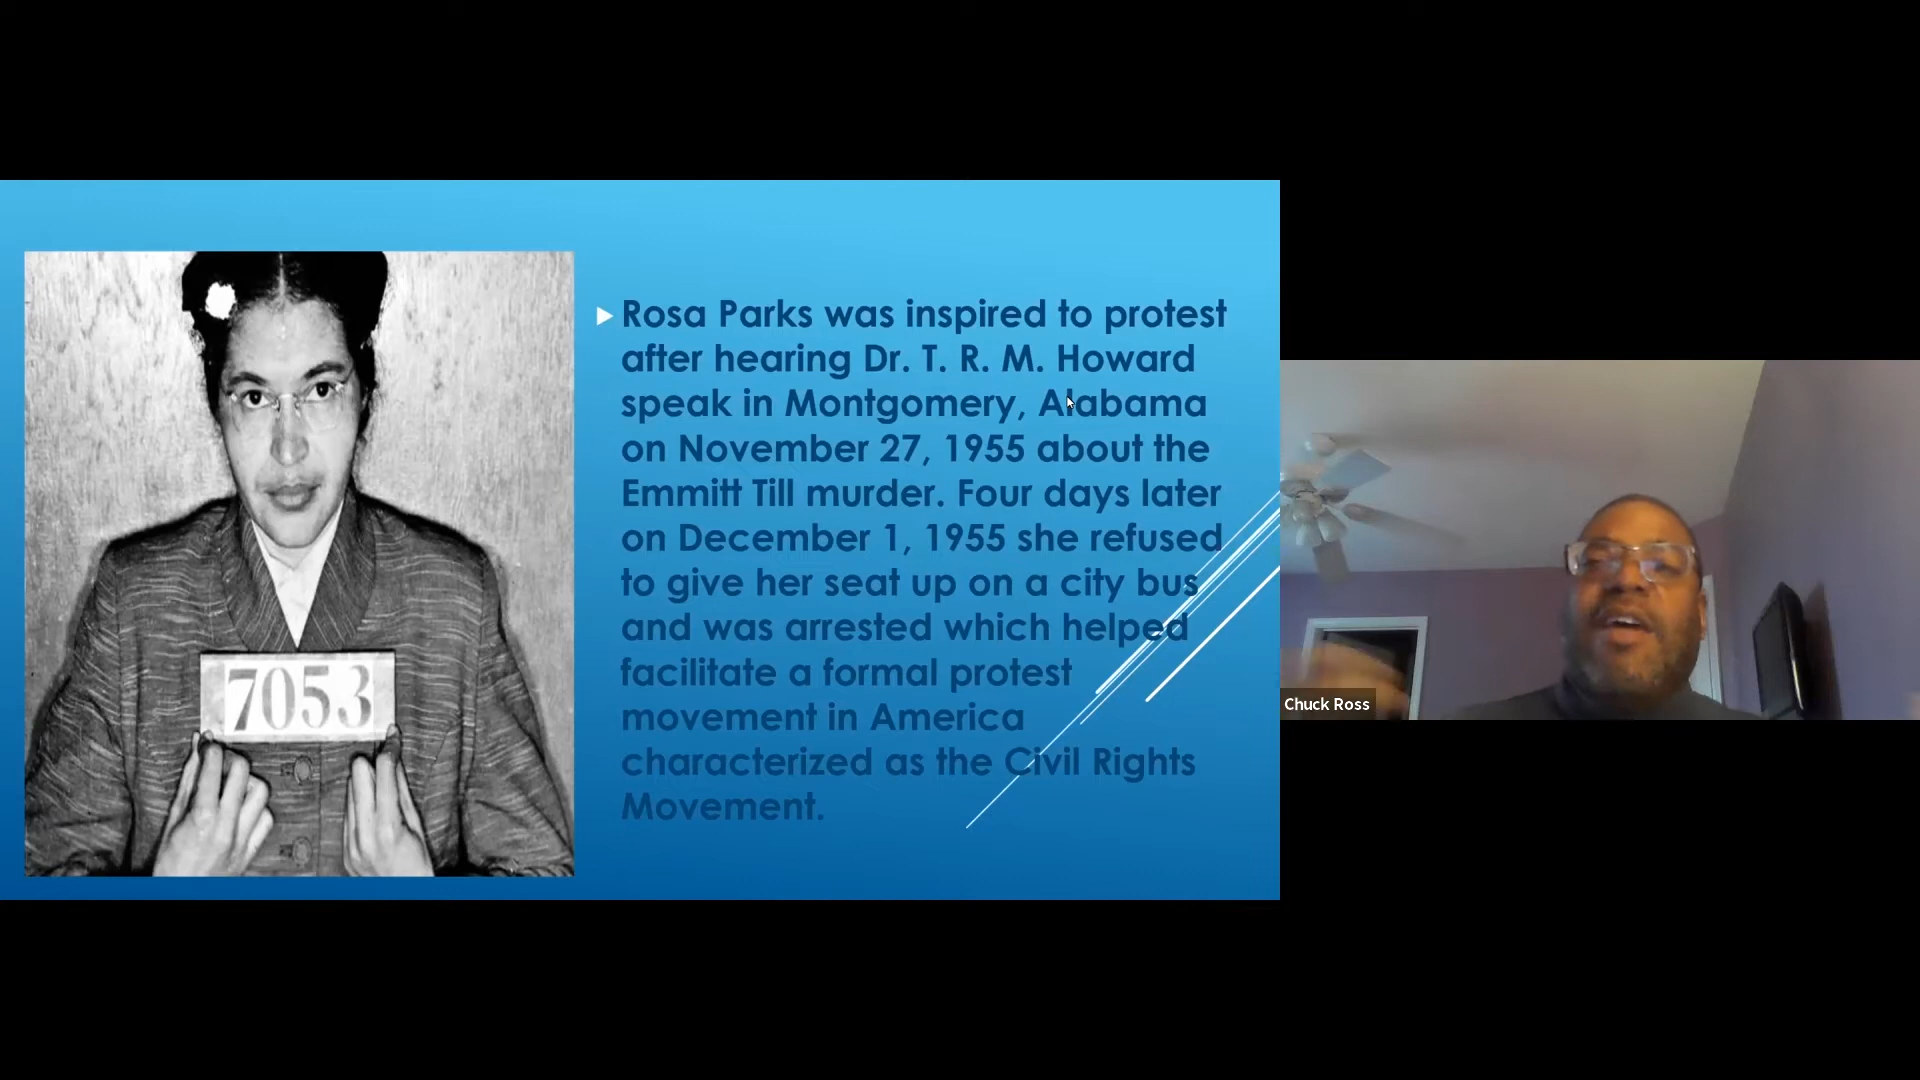 Rosa Parks was inspired to protest
after hearing Dr. T. R. M. Howard
speak in Montgomery, Alabama
on November 27, 1955 about the
Emmitt Till murder. Four days later
on December 1, 1955 she refused
to give her seat up on a city bus
and was arrested which helped
facilitate a formal protest
movement in America
characterized as the Civil Rights
Movement.
7053
Chuck Ross